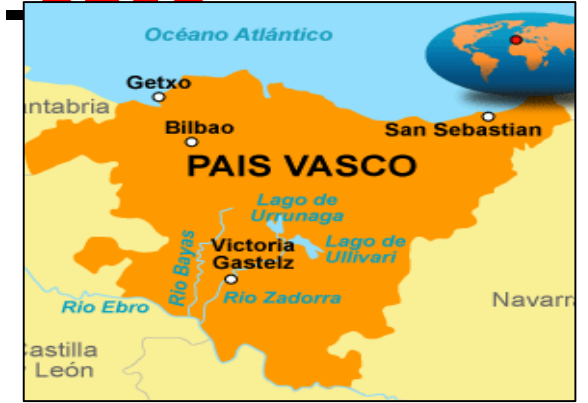 Océano Atlántico
Getxo
antabria
Bilbao
San Sebastian
PAIS VASCO
Lago de
Urrunaga
Victoria
Gastelz
Lago de
Ullivari
Rio Bayas
Rio Zadorra
Rio Ebro
Navarr
astilla
León